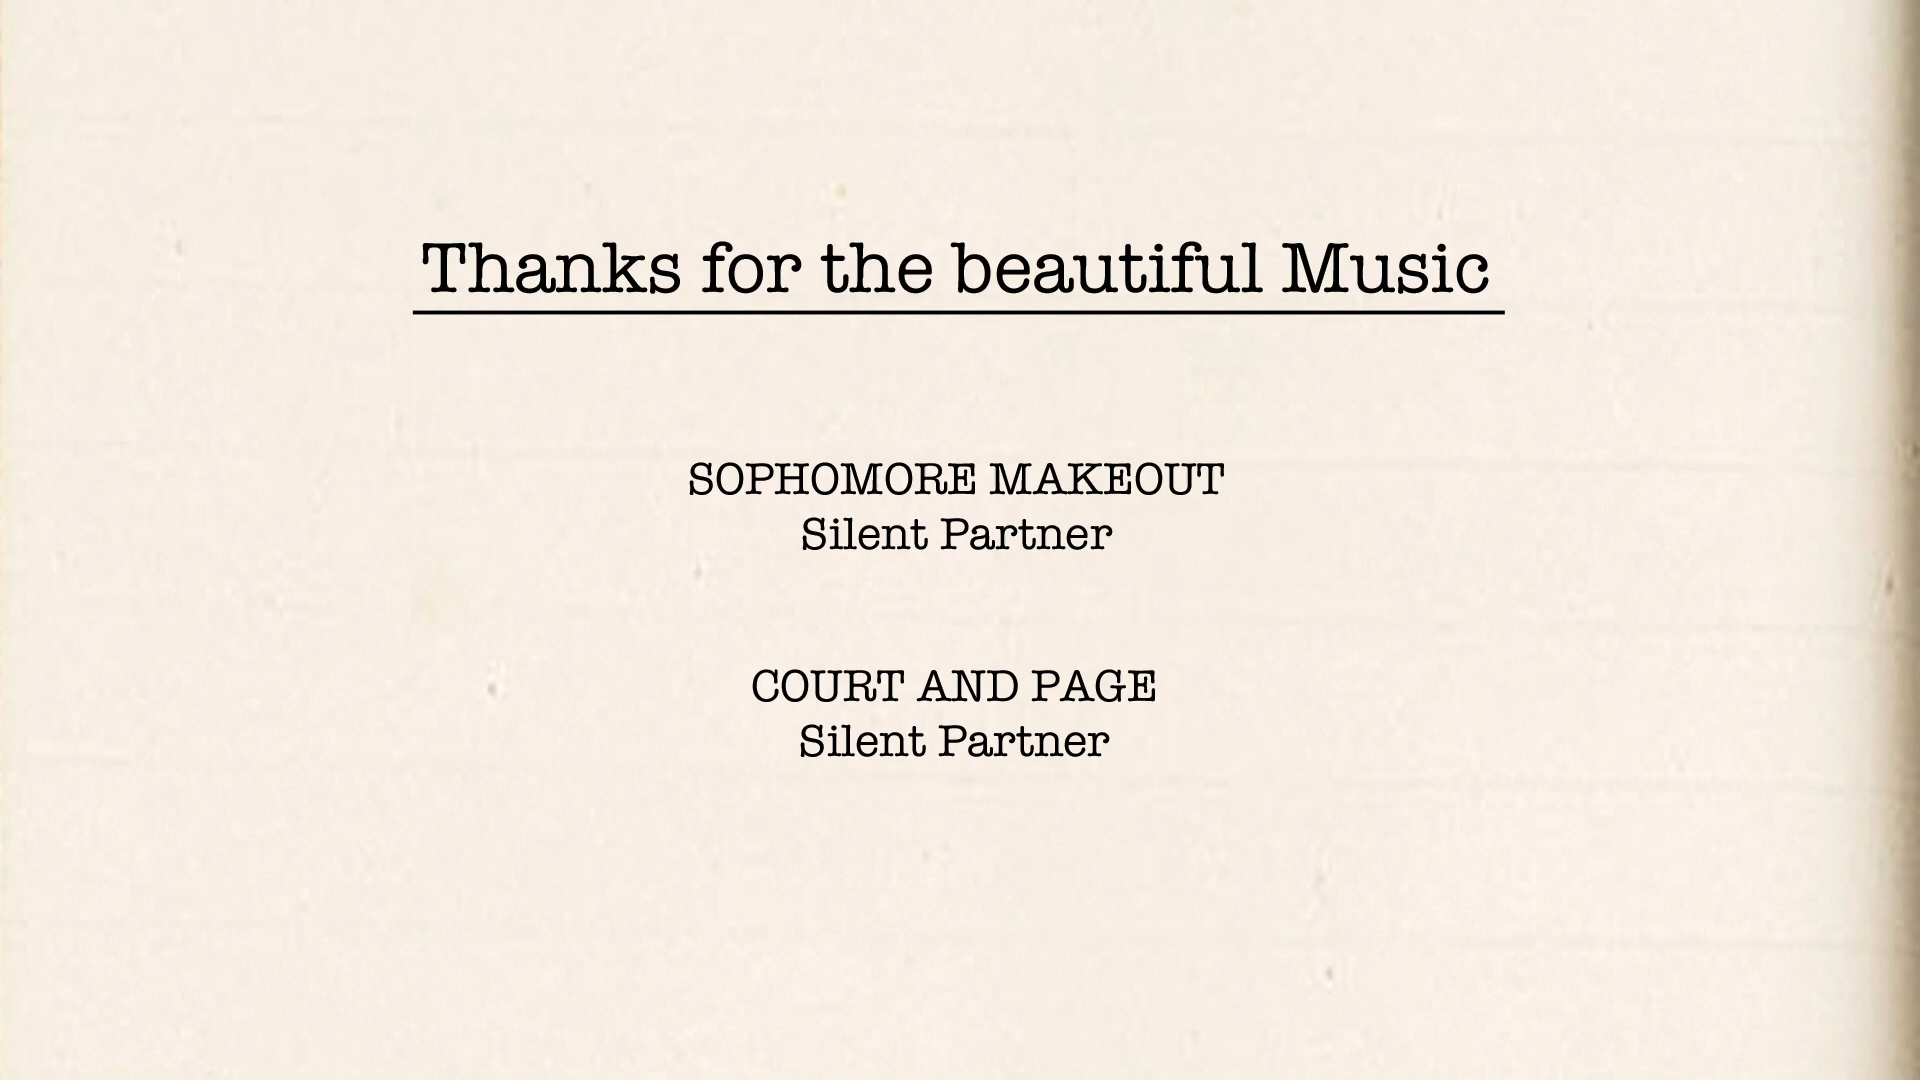 Thanks for the beautiful Music
SOPHOMORE MAKEOUT
Silent Partner
COURT AND PAGE
Silent Partner